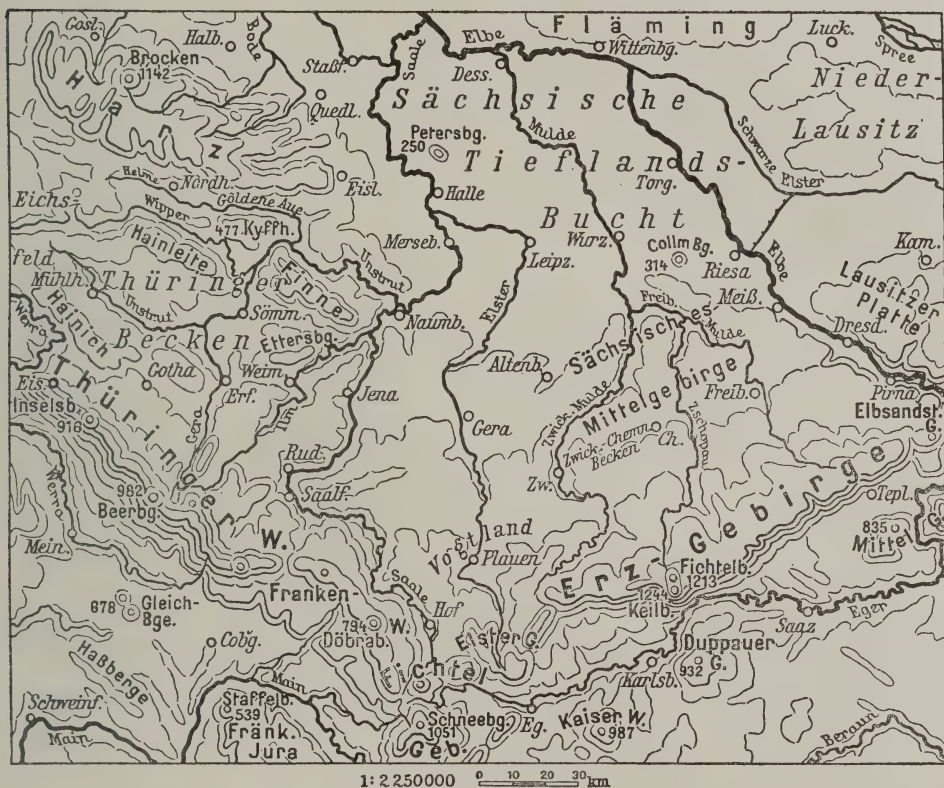 Gosl.
Halb.
Bode
Saale
Elbe
Fläming
Wittenbg.
Luck.
Spree
Brocken
1142
Staßf.
Dess.
Nieder-
Lausitz
Harz
Quedl.
Sächsische
Petersbg.
250
Mulde
Tieflands-
Schwarze Elster
Torg.
Helme
Nordh.
Eisl.
Halle
Eichs-
feld
Wipper
Göldene Aue
477 Kyffh.
Bucht
Hainleite
Merseb.
Wurz.
Collm Bg.
314
Riesa
Elbe
Kam.
Mühlh.
Thüringer
Finne
Unstrut
Leipz.
Lausitzer
Platte
Werra
Hainich
Unstrut
Sömm.
Naumb.
Elster
Freib.
Mulde
Meiß.
Dresd.
Becken
Ettersbg.
Sächsisches
Altenb.
Eis.
Gotha
Erf.
Weim.
Jena
Zwick. Mulde
Mittelgebirge
Freib.
Pirna
Elbsandst.
G.
Inselsb.
916
Thüringer W.
Gera
Ilm
Gera
Zwick.-Chemn.
Becken
Ch.
Zschopau
Rud.
Zw.
982
Beerbg.
Saalf.
Tepl.
Werra
Mein.
Vogtland
Plauen
Erz-Gebirge
835
Mittel
Fichtelb.
1213
1244
Keilb.
Franken-
W.
Saale
Hof
678
Gleich-
Bge.
794
Döbrab.
Elster G.
Eger
Saaz
Cobg.
Duppauer
932
G.
Haßberge
Fichtel
Geb.
Karlsb.
Main
Schweinf.
Staffelb.
539
Schneebg.
1051
Eg.
Kaiser W.
987
Main
Fränk.
Jura
Beraun
1:2250000 0 10 20 30 km